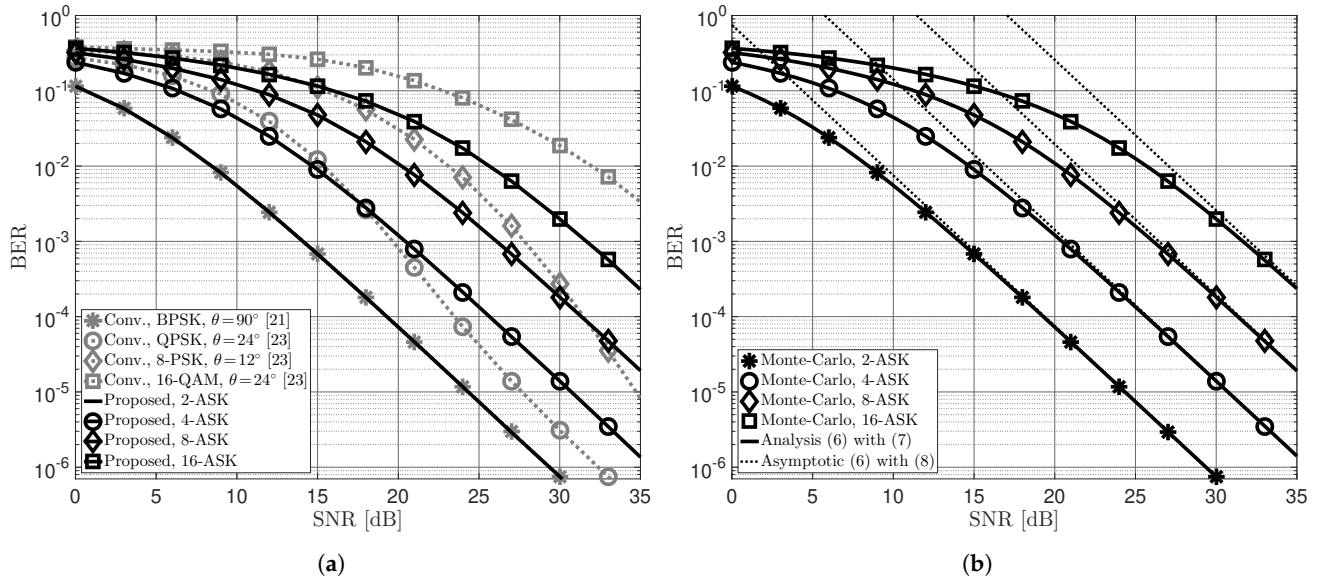 10^0
10^-1
10^-2
10^-3
10^-4
10^-5
10^-6
BER
Conv., BPSK, θ=90° [21]
Conv., QPSK, θ=24° [23]
Conv., 8-PSK, θ=12° [23]
Conv., 16-QAM, θ=24° [23]
Proposed, 2-ASK
Proposed, 4-ASK
Proposed, 8-ASK
Proposed, 16-ASK
0 5 10 15 20 25 30 35
SNR [dB]
(a)
10^0
10^-1
10^-2
10^-3
10^-4
10^-5
10^-6
BER
Monte-Carlo, 2-ASK
Monte-Carlo, 4-ASK
Monte-Carlo, 8-ASK
Monte-Carlo, 16-ASK
Analysis (6) with (7)
Asymptotic (6) with (8)
0 5 10 15 20 25 30 35
SNR [dB]
(b)